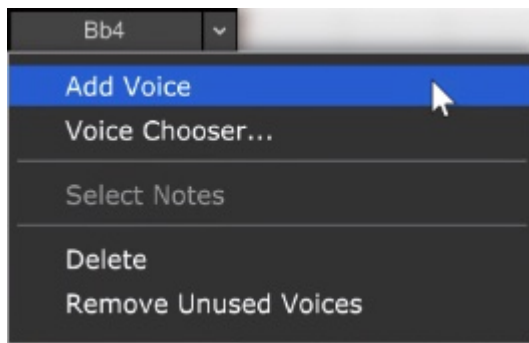 Bb4
Add Voice
Voice Chooser...
Select Notes
Delete
Remove Unused Voices